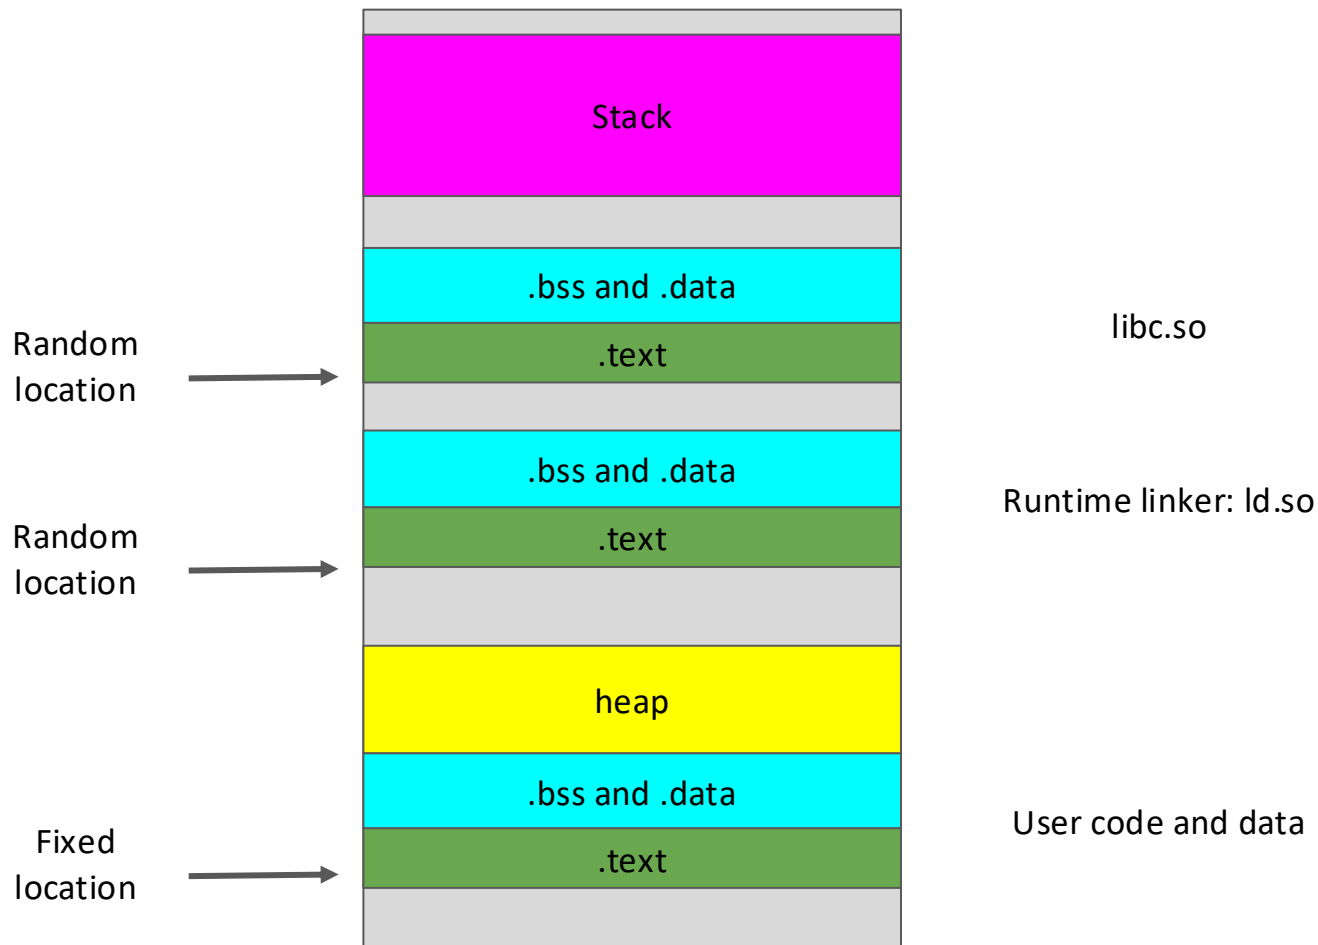 Stack
.bss and .data
libc.so
Random
location
.text
.bss and .data
Runtime linker: ld.so
Random
location
.text
heap
.bss and .data
User code and data
Fixed
location
.text